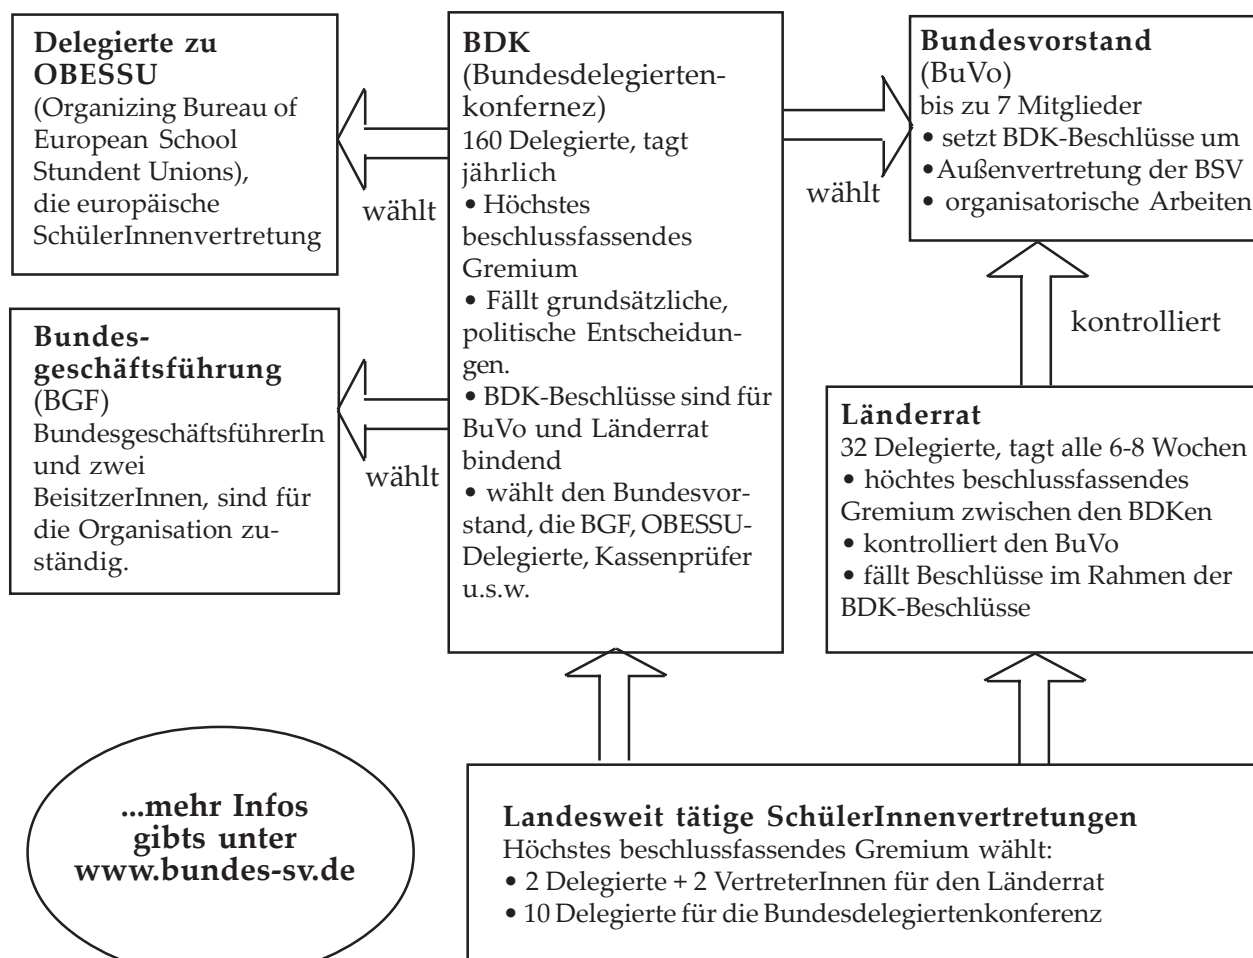 Delegierte zu
OBESSU
(Organizing Bureau of
European School
Stundent Unions),
die europäische
SchülerInnenvertretung
wählt
BDK
(Bundesdelegierten-
konfernez)
160 Delegierte, tagt
jährlich
• Höchstes
beschlussfassendes
Gremium
• Fällt grundsätzliche,
politische Entscheidun-
gen.
• BDK-Beschlüsse sind für
BuVo und Länderrat
bindend
• wählt den Bundesvor-
stand, die BGF, OBESSU-
Delegierte, Kassenprüfer
u.s.w.
wählt
Bundesvorstand
(BuVo)
bis zu 7 Mitglieder
• setzt BDK-Beschlüsse um
•Außenvertretung der BSV
• organisatorische Arbeiten
kontrolliert
Bundes-
geschäftsführung
(BGF)
BundesgeschäftsführerIn
und zwei
BeisitzerInnen, sind für
die Organisation zu-
ständig.
wählt
Länderrat
32 Delegierte, tagt alle 6-8 Wochen
• höchtes beschlussfassendes
Gremium zwischen den BDKen
• kontrolliert den BuVo
• fällt Beschlüsse im Rahmen der
BDK-Beschlüsse
...mehr Infos
gibts unter
www.bundes-sv.de
Landesweit tätige SchülerInnenvertretungen
Höchstes beschlussfassendes Gremium wählt:
• 2 Delegierte + 2 VertreterInnen für den Länderrat
• 10 Delegierte für die Bundesdelegiertenkonferenz